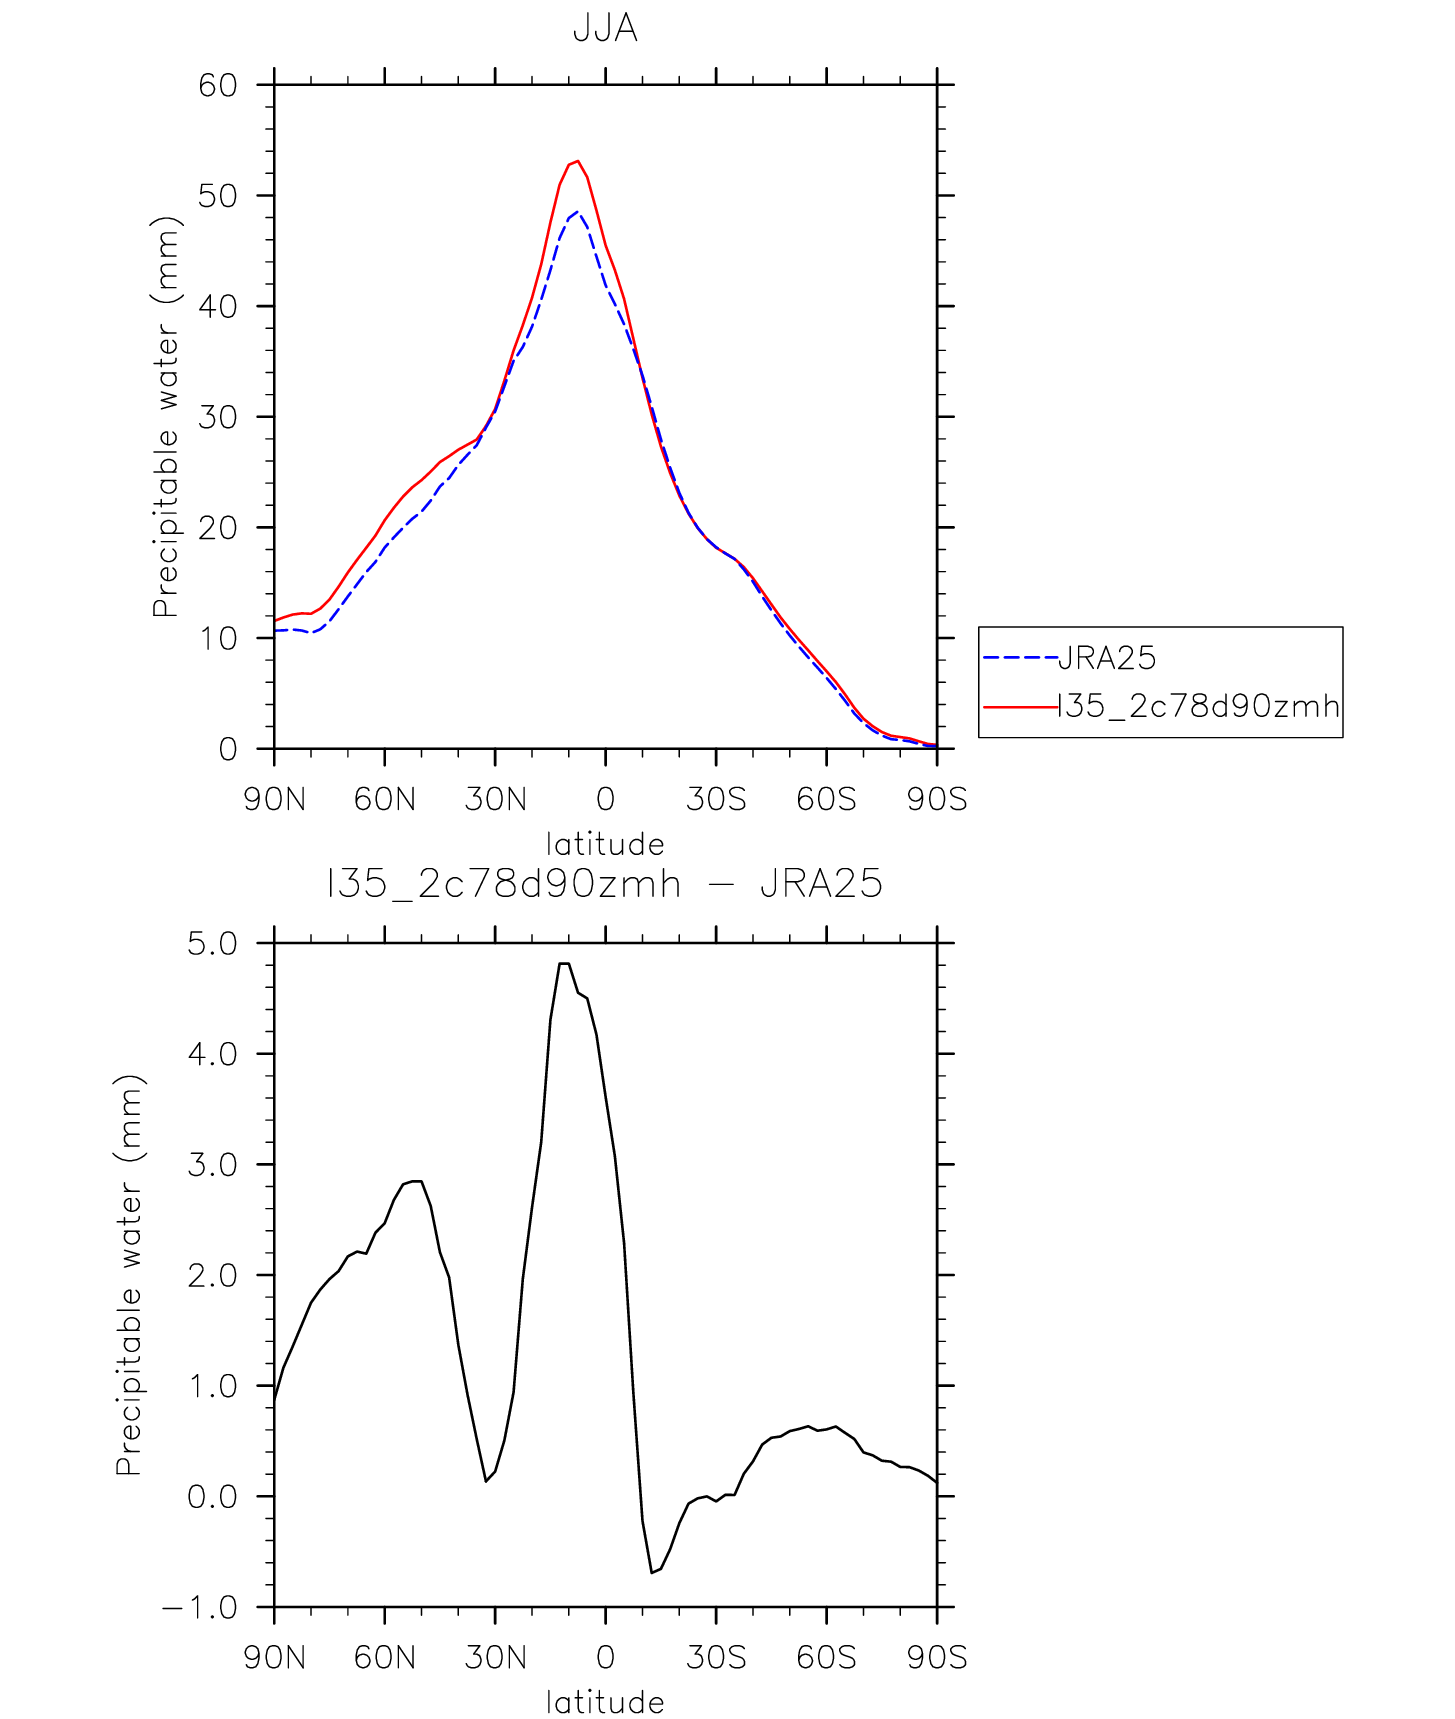 JJA
60
50
40
30
20
10
0
Precipitable water (mm)
90N 60N 30N 0 30S 60S 90S
latitude
JRA25
I35_2c78d90zmh
I35_2c78d90zmh − JRA25
5.0
4.0
3.0
2.0
1.0
0.0
−1.0
Precipitable water (mm)
90N 60N 30N 0 30S 60S 90S
latitude